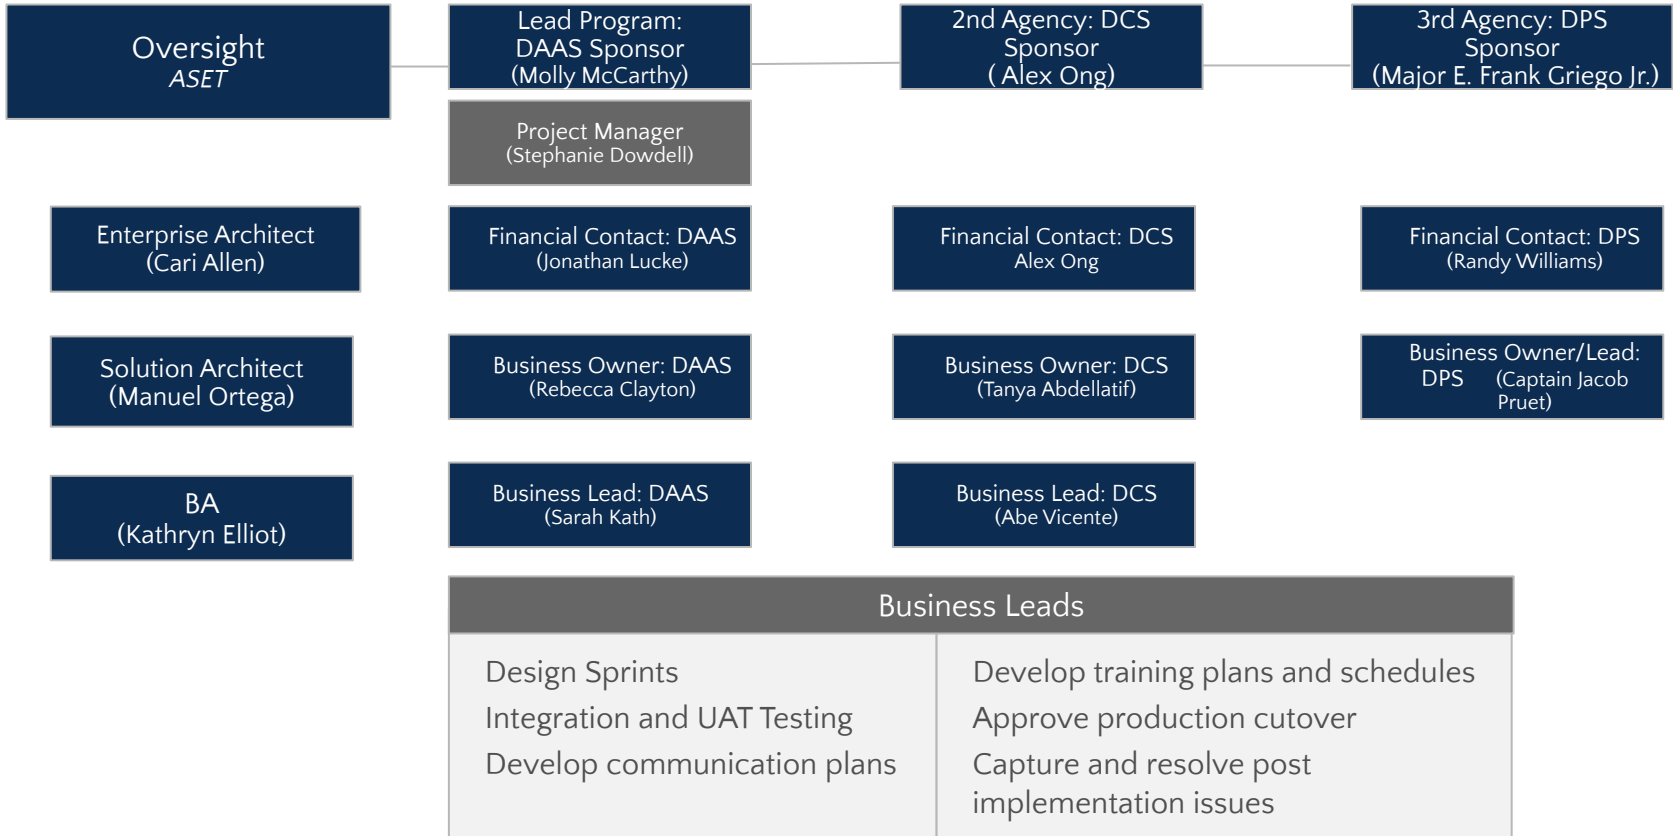 Oversight
ASET
Lead Program:
DAAS Sponsor
(Molly McCarthy)
2nd Agency: DCS
Sponsor
( Alex Ong)
3rd Agency: DPS
Sponsor
(Major E. Frank Griego Jr.)
Project Manager
(Stephanie Dowdell)
Enterprise Architect
(Cari Allen)
Financial Contact: DAAS
(Jonathan Lucke)
Financial Contact: DCS
Alex Ong
Financial Contact: DPS
(Randy Williams)
Solution Architect
(Manuel Ortega)
Business Owner: DAAS
(Rebecca Clayton)
Business Owner: DCS
(Tanya Abdellatif)
Business Owner/Lead:
DPS (Captain Jacob
Pruet)
BA
(Kathryn Elliot)
Business Lead: DAAS
(Sarah Kath)
Business Lead: DCS
(Abe Vicente)
Business Leads
Design Sprints
Integration and UAT Testing
Develop communication plans
Develop training plans and schedules
Approve production cutover
Capture and resolve post
implementation issues